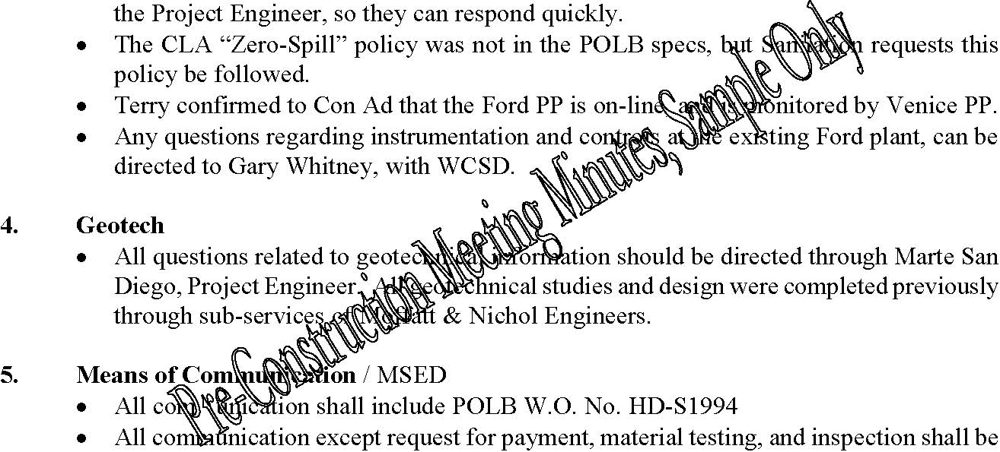 the Project Engineer, so they can respond quickly.
• The CLA “Zero-Spill” policy was not in the POLB specs, but Sanitation requests this
policy be followed.
• Terry confirmed to Con Ad that the Ford PP is on-line, and is monitored by Venice PP.
• Any questions regarding instrumentation and controls at the existing Ford plant, can be
directed to Gary Whitney, with WCSD.
4. Geotech
• All questions related to geotechnical information should be directed through Marte San
Diego, Project Engineer. All geotechnical studies and design were completed previously
through sub-services of Moffatt & Nichol Engineers.
5. Means of Communication / MSED
• All communication shall include POLB W.O. No. HD-S1994
• All communication except request for payment, material testing, and inspection shall be
Pre-Construction Meeting Minutes, Sample Only